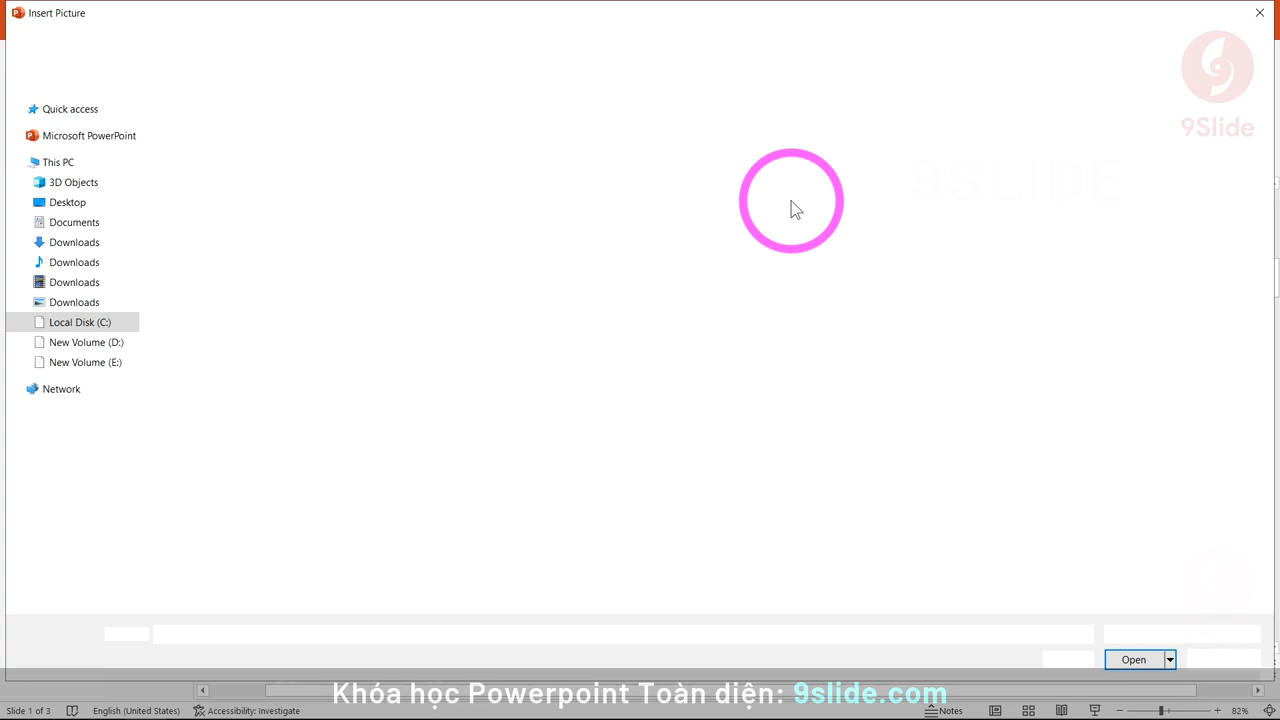 Insert Picture
9Slide
Quick access
Microsoft PowerPoint
This PC
3D Objects
Desktop
Documents
Downloads
Downloads
Downloads
Downloads
Local Disk (C:)
New Volume (D:)
New Volume (E:)
Network
9SLIDE
Open
Khóa học Powerpoint Toàn diện: 9slide.com
Slide 1 of 3
English (United States)
Accessibility: Investigate
Notes
82%